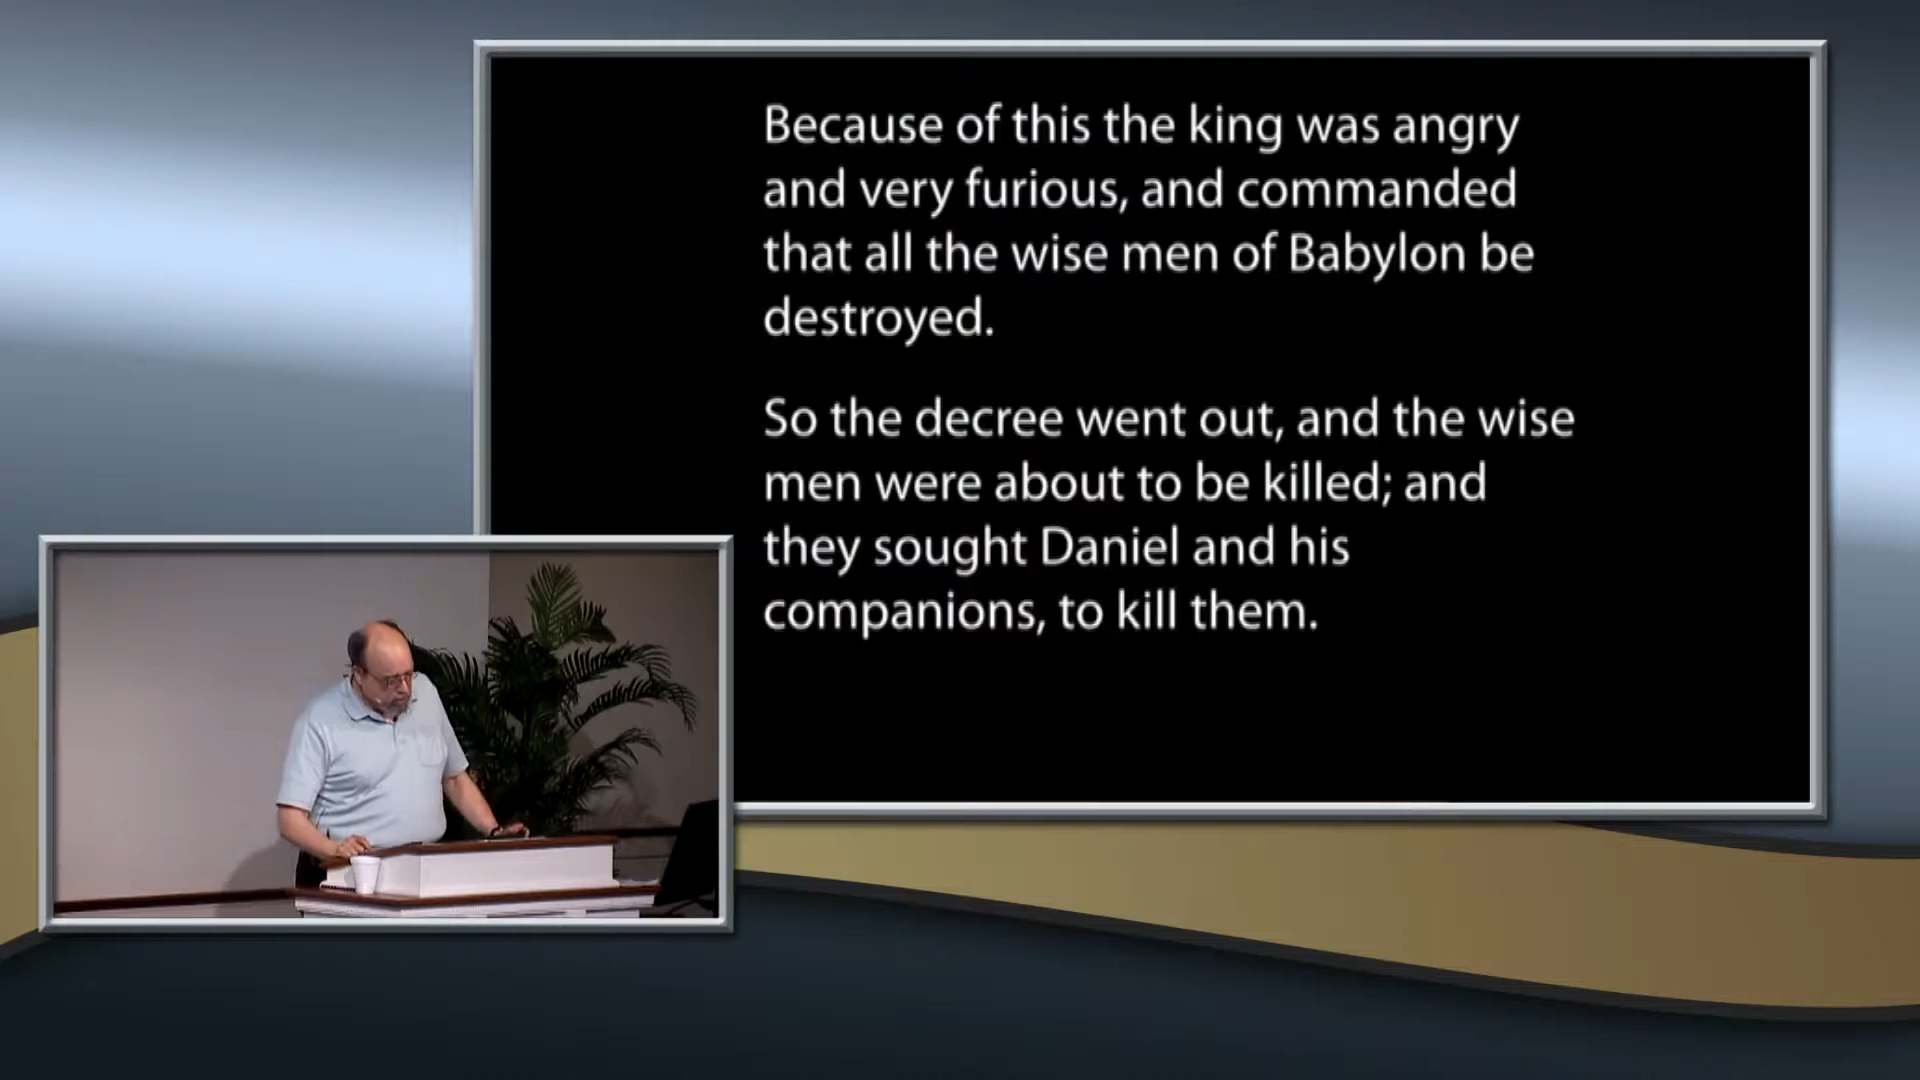 Because of this the king was angry
and very furious, and commanded
that all the wise men of Babylon be
destroyed.
So the decree went out, and the wise
men were about to be killed; and
they sought Daniel and his
companions, to kill them.